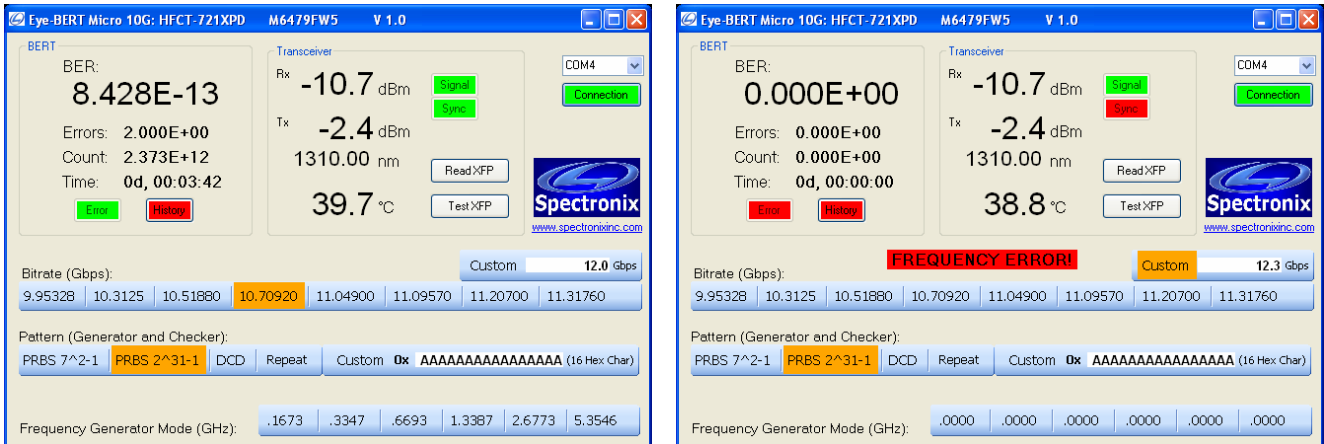 Eye-BERT Micro 10G: HFCT-721XPD M6479FW5 V 1.0
BERT
BER:
8.428E-13
Errors: 2.000E+00
Count: 2.373E+12
Time: 0d, 00:03:42
Error History
Transceiver
Rx -10.7 dBm
Signal
Sync
Tx -2.4 dBm
1310.00 nm
Read XFP
39.7 °C
Test XFP
COM4
Connection
Spectronix
www.spectronixinc.com
Custom 12.0 Gbps
Bitrate (Gbps):
9.95328 10.3125 10.51880 10.70920 11.04900 11.09570 11.20700 11.31760
Pattern (Generator and Checker):
PRBS 7^2-1 PRBS 2^31-1 DCD Repeat Custom 0x AAAAAAAAAAAAAAAA (16 Hex Char)
Frequency Generator Mode (GHz): .1673 .3347 .6693 1.3387 2.6773 5.3546
Eye-BERT Micro 10G: HFCT-721XPD M6479FW5 V 1.0
BERT
BER:
0.000E+00
Errors: 0.000E+00
Count: 0.000E+00
Time: 0d, 00:00:00
Error History
Transceiver
Rx -10.7 dBm
Signal
Sync
Tx -2.4 dBm
1310.00 nm
Read XFP
38.8 °C
Test XFP
COM4
Connection
Spectronix
www.spectronixinc.com
FREQUENCY ERROR!
Custom 12.3 Gbps
Bitrate (Gbps):
9.95328 10.3125 10.51880 10.70920 11.04900 11.09570 11.20700 11.31760
Pattern (Generator and Checker):
PRBS 7^2-1 PRBS 2^31-1 DCD Repeat Custom 0x AAAAAAAAAAAAAAAA (16 Hex Char)
Frequency Generator Mode (GHz): .0000 .0000 .0000 .0000 .0000 .0000